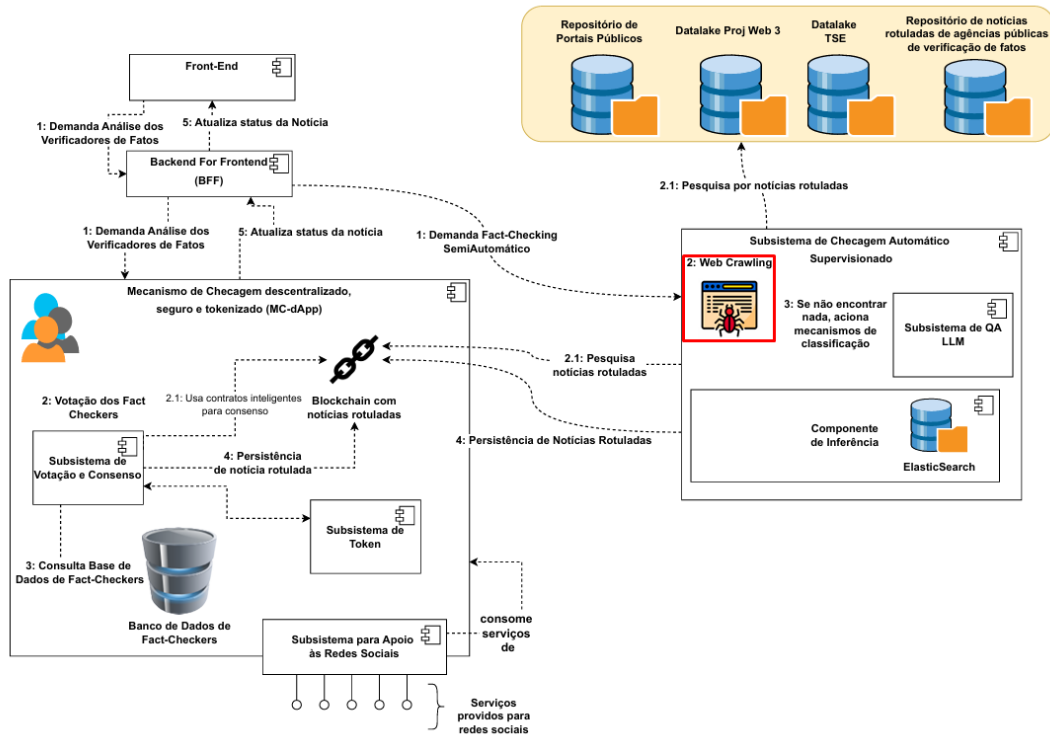 Repositório de
Portais Públicos
Datalake Proj Web 3
Datalake
TSE
Repositório de notícias
rotuladas de agências públicas
de verificação de fatos
Front-End
1: Demanda Análise dos
Verificadores de Fatos
5: Atualiza status da Notícia
Backend For Frontend
(BFF)
2.1: Pesquisa por notícias rotuladas
1: Demanda Análise dos
Verificadores de Fatos
5: Atualiza status da notícia
1: Demanda Fact-Checking
SemiAutomático
Subsistema de Checagem Automático
Supervisionado
2: Web Crawling
3: Se não encontrar
nada, aciona
mecanismos de
classificação
Subsistema de QA
LLM
Mecanismo de Checagem descentralizado,
seguro e tokenizado (MC-dApp)
2.1: Pesquisa
notícias rotuladas
2: Votação dos Fact
Checkers
2.1: Usa contratos inteligentes
para consenso
Blockchain com
notícias rotuladas
Componente
de Inferência
ElasticSearch
4: Persistência de Notícias Rotuladas
Subsistema de
Votação e Consenso
4: Persistência
de notícia rotulada
Subsistema de
Token
3: Consulta Base de
Dados de Fact-Checkers
Banco de Dados de
Fact-Checkers
consome
serviços
de
Subsistema para Apoio
às Redes Sociais
Serviços
providos para
redes sociais